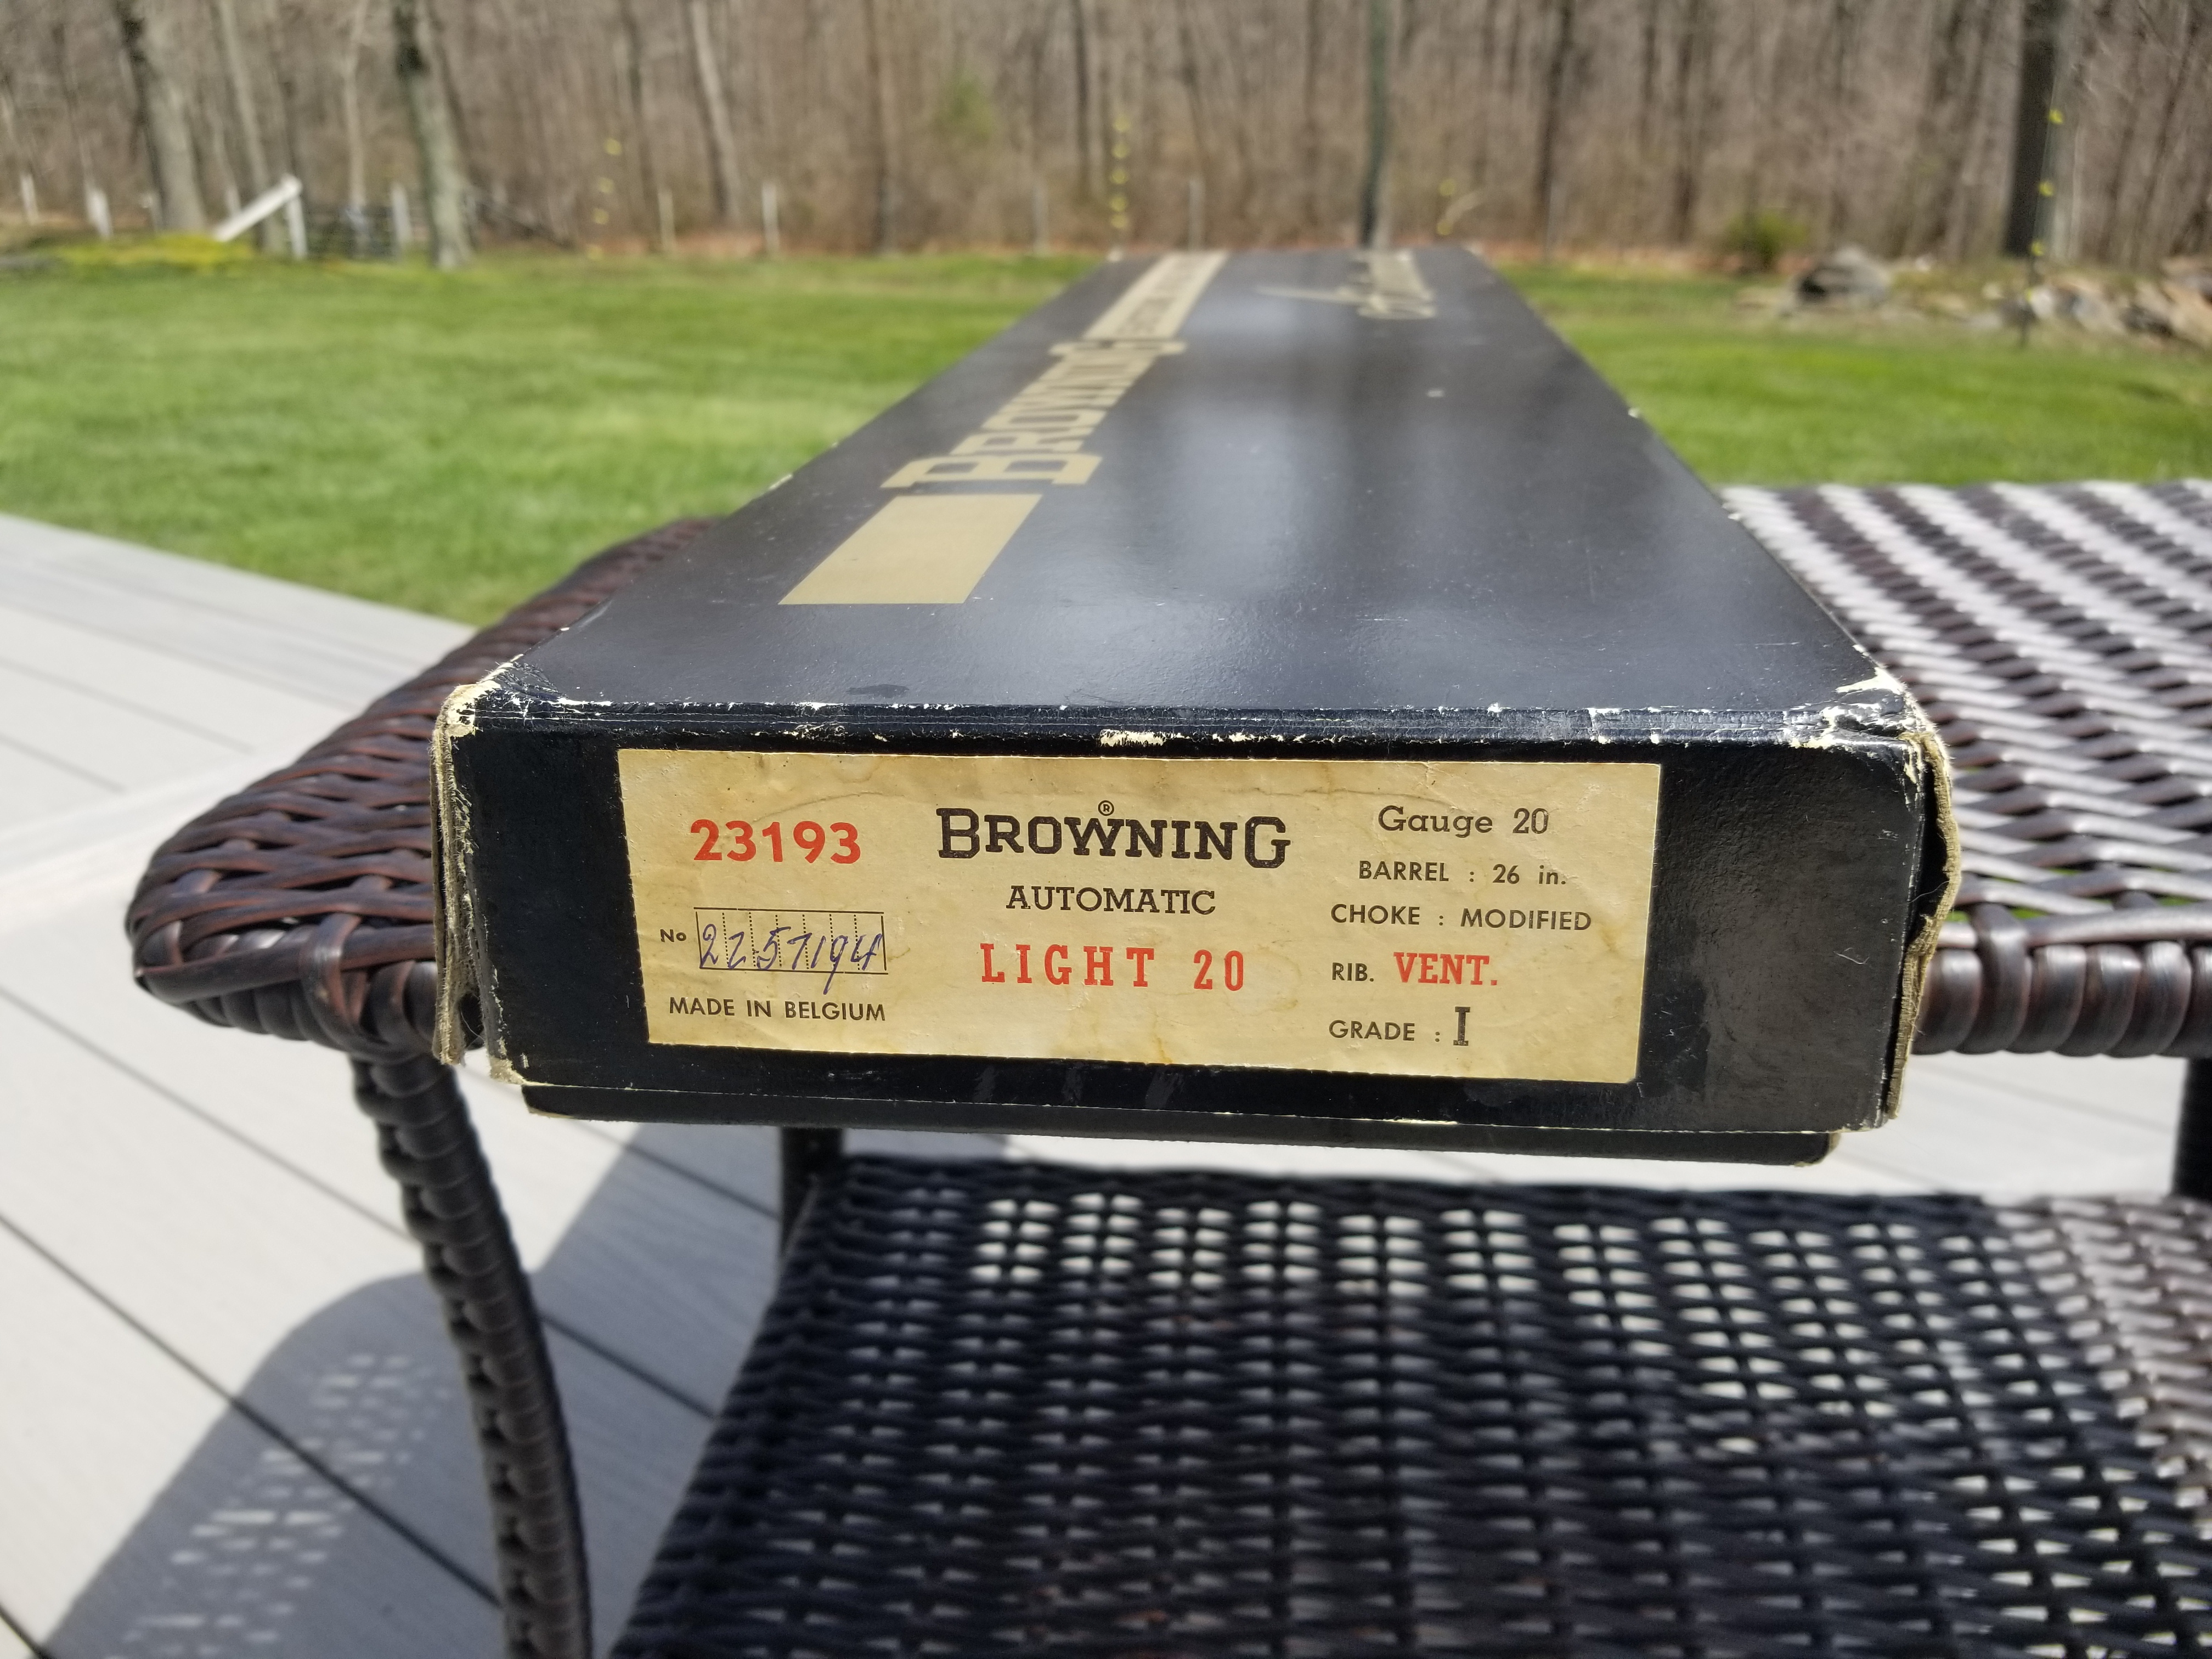 BROWNING
23193
BROWNING®
AUTOMATIC
LIGHT 20
No 2Z57194
MADE IN BELGIUM
Gauge 20
BARREL : 26 in.
CHOKE : MODIFIED
RIB. VENT.
GRADE : I